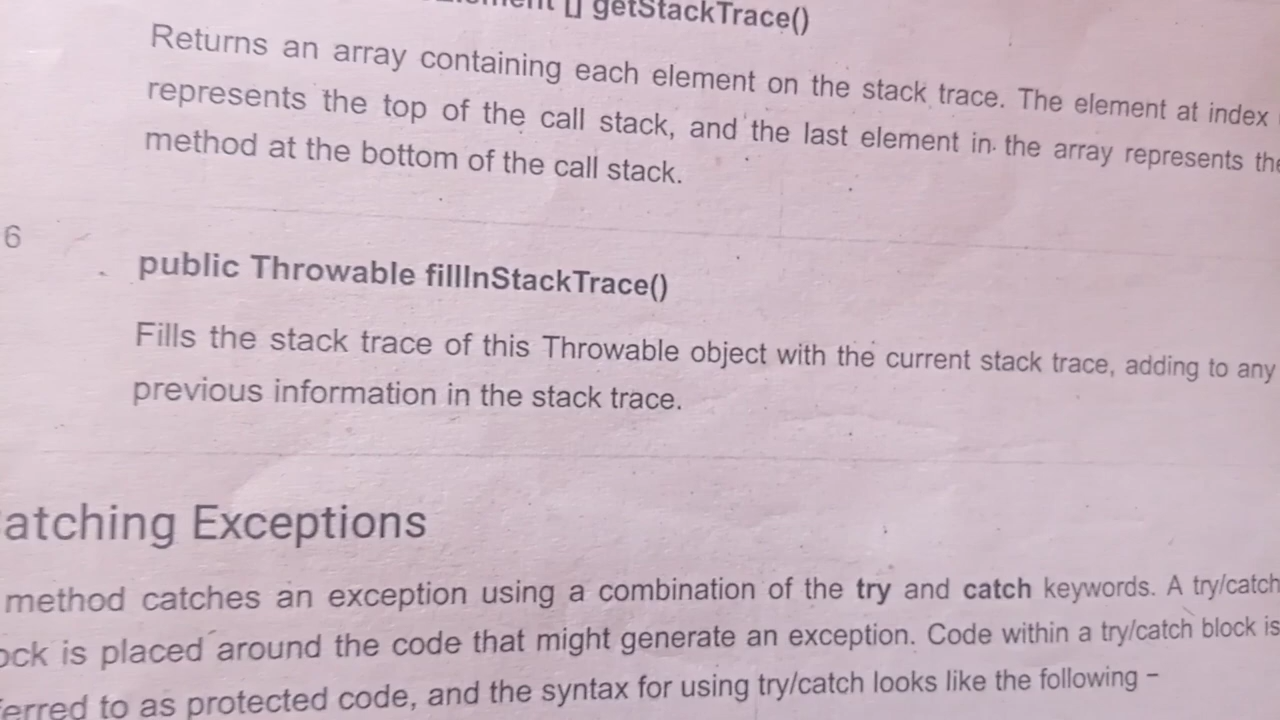 [] getStackTrace()
Returns an array containing each element on the stack trace. The element at index
represents the top of the call stack, and the last element in the array represents the
method at the bottom of the call stack.
6
public Throwable fillInStackTrace()
Fills the stack trace of this Throwable object with the current stack trace, adding to any
previous information in the stack trace.
atching Exceptions
method catches an exception using a combination of the try and catch keywords. A try/catch
ock is placed around the code that might generate an exception. Code within a try/catch block is
ferred to as protected code, and the syntax for using try/catch looks like the following –